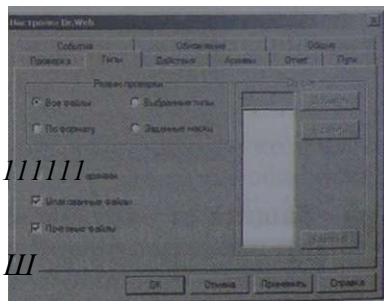 Настройки Dr.Web
События Обновление Общие
Проверка Типы Действия Архивы Отчет Пути
Режим проверки
Все файлы Выбранные типы
По формату Заданные маски
111111
Упакованные файлы
Почтовые файлы
Ш
OK Отмена Применить Справка